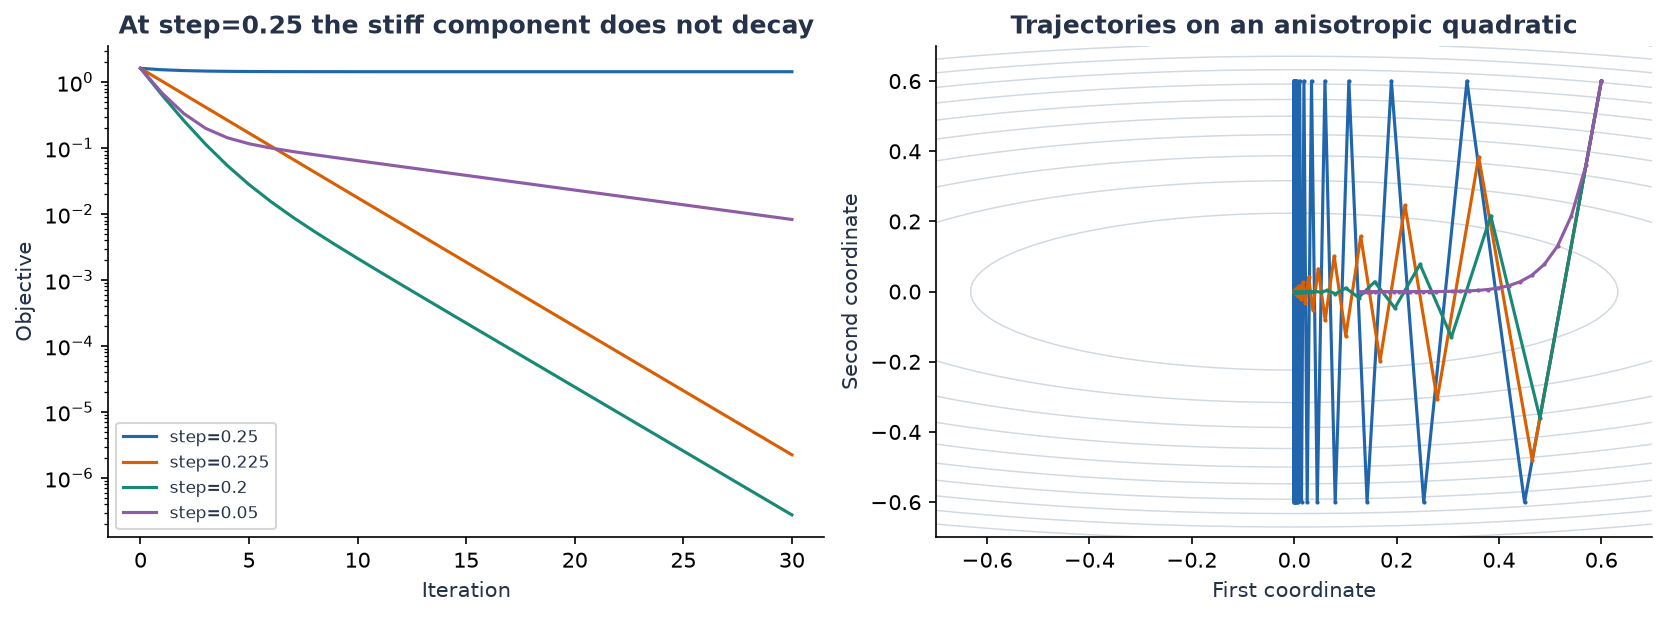 At step=0.25 the stiff component does not decay
Objective
10⁰
10⁻¹
10⁻²
10⁻³
10⁻⁴
10⁻⁵
10⁻⁶
step=0.25
step=0.225
step=0.2
step=0.05
0 5 10 15 20 25 30
Iteration
Trajectories on an anisotropic quadratic
Second coordinate
0.6
0.4
0.2
0.0
−0.2
−0.4
−0.6
−0.6 −0.4 −0.2 0.0 0.2 0.4 0.6
First coordinate